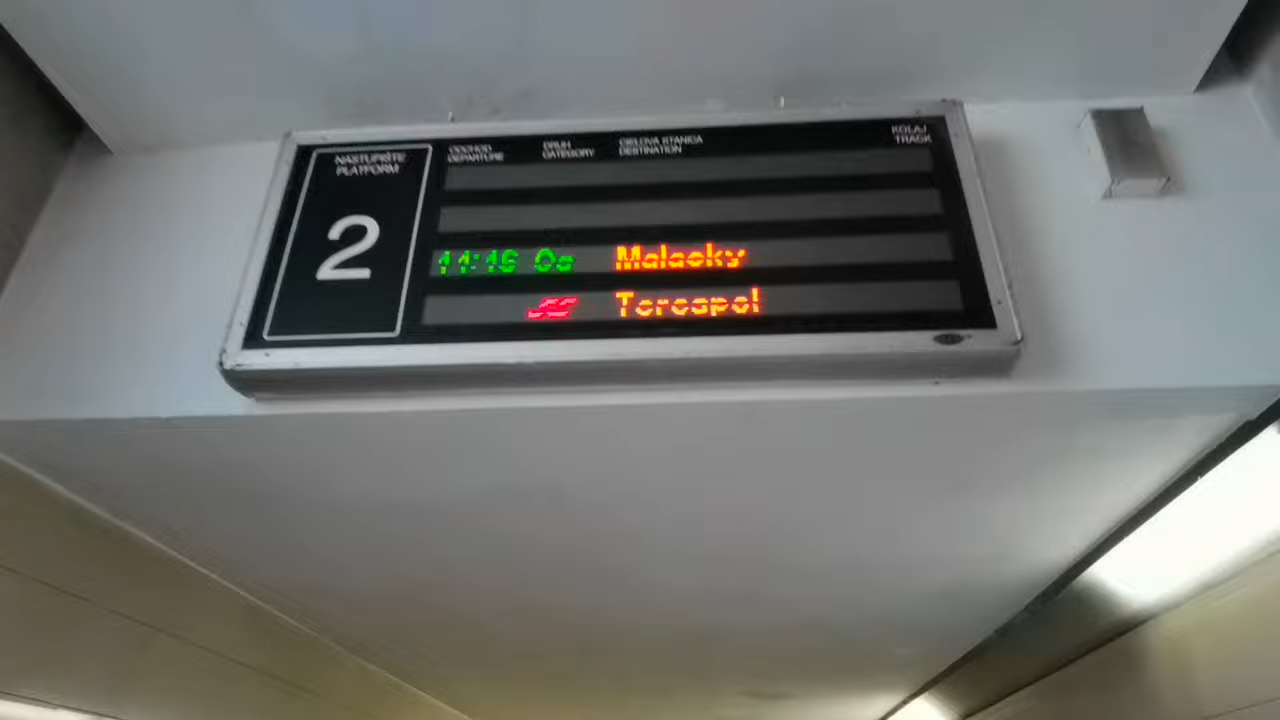 NÁSTUPIŠTE
PLATFORM
2
ODCHOD
DEPARTURE
DRUH
CATEGORY
CIEĽOVÁ STANICA
DESTINATION
KOĽAJ
TRACK
11:16 Os Malacky
Terespol